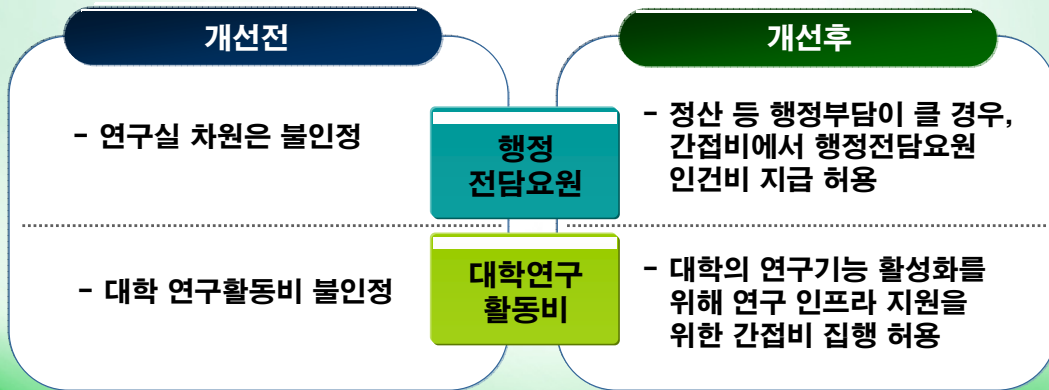 개선전
개선후
- 연구실 차원은 불인정
행정
전담요원
- 정산 등 행정부담이 클 경우,
간접비에서 행정전담요원
인건비 지급 허용
- 대학 연구활동비 불인정
대학연구
활동비
- 대학의 연구기능 활성화를
위해 연구 인프라 지원을
위한 간접비 집행 허용